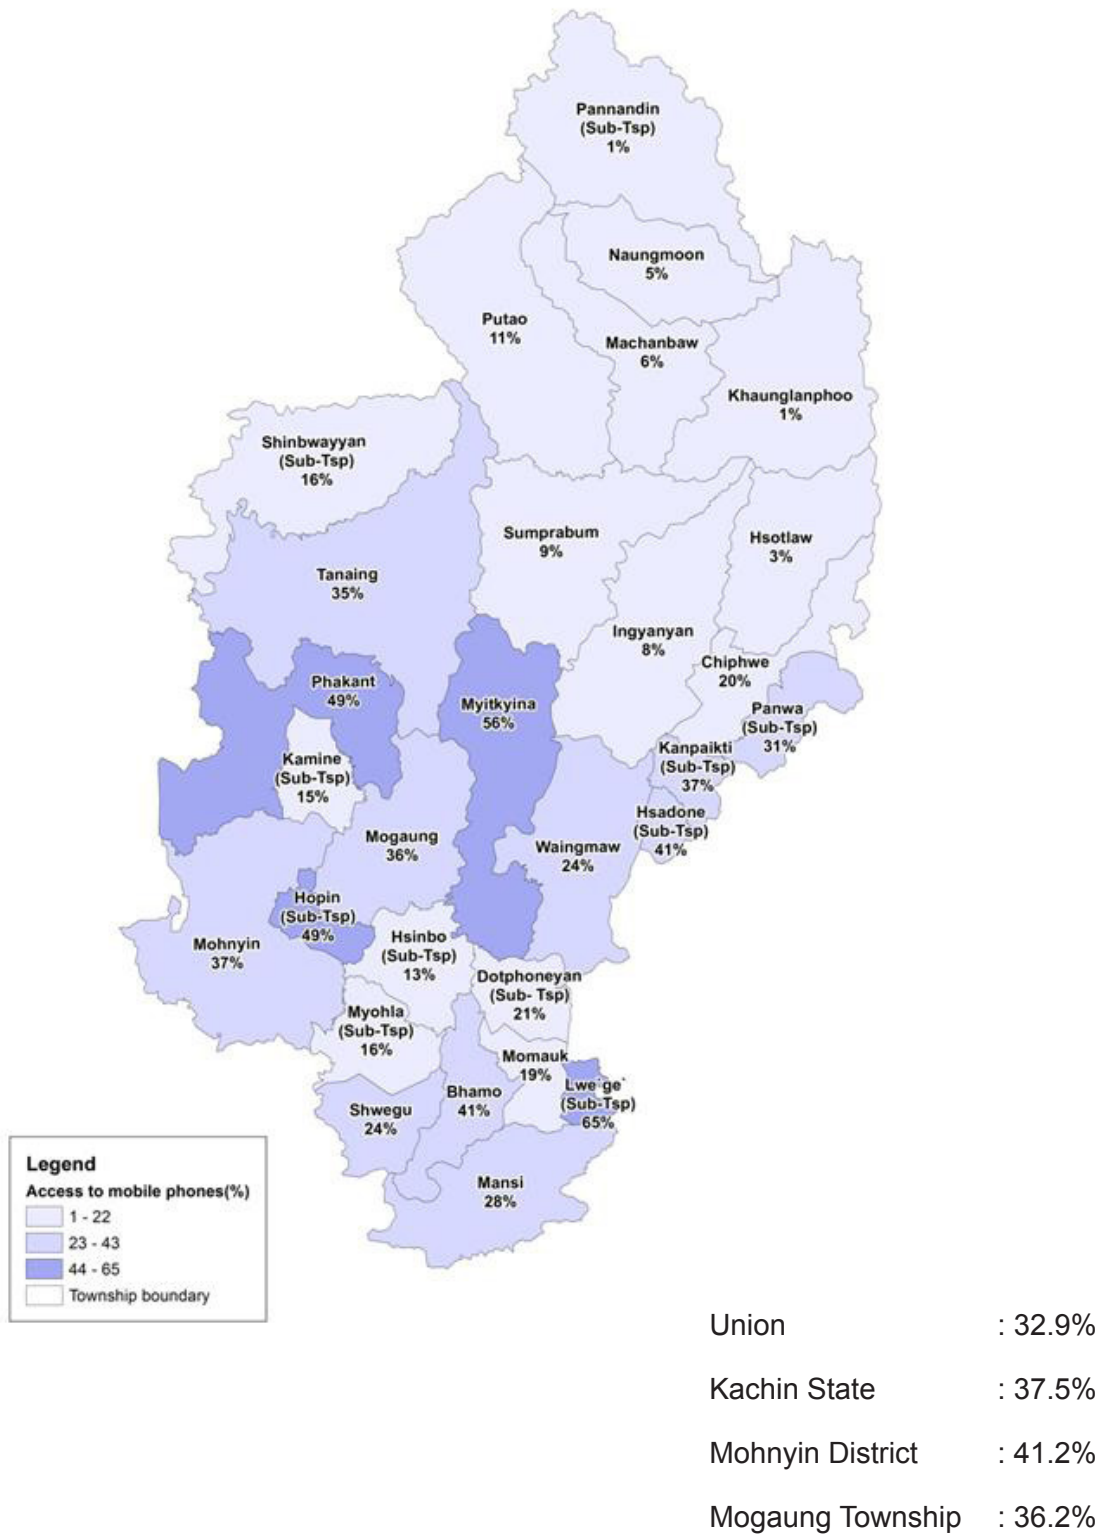 Pannandin
(Sub-Tsp)
1%
Naungmoon
5%
Putao
11%
Machanbaw
6%
Khaunglanphoo
1%
Shinbwayyan
(Sub-Tsp)
16%
Sumprabum
9%
Hsotlaw
3%
Tanaing
35%
Ingyanyan
8%
Chiphwe
20%
Phakant
49%
Myitkyina
56%
Panwa
(Sub-Tsp)
31%
Kanpaikti
(Sub-Tsp)
37%
Kamine
(Sub-Tsp)
15%
Hsadone
(Sub-Tsp)
41%
Mogaung
36%
Waingmaw
24%
Hopin
(Sub-Tsp)
49%
Mohnyin
37%
Hsinbo
(Sub-Tsp)
13%
Dotphoneyan
(Sub- Tsp)
21%
Myohla
(Sub-Tsp)
16%
Momauk
19%
Lwe`ge`
(Sub-Tsp)
65%
Bhamo
41%
Shwegu
24%
Mansi
28%
Legend
Access to mobile phones(%)
1 - 22
23 - 43
44 - 65
Township boundary
Union : 32.9%
Kachin State : 37.5%
Mohnyin District : 41.2%
Mogaung Township : 36.2%